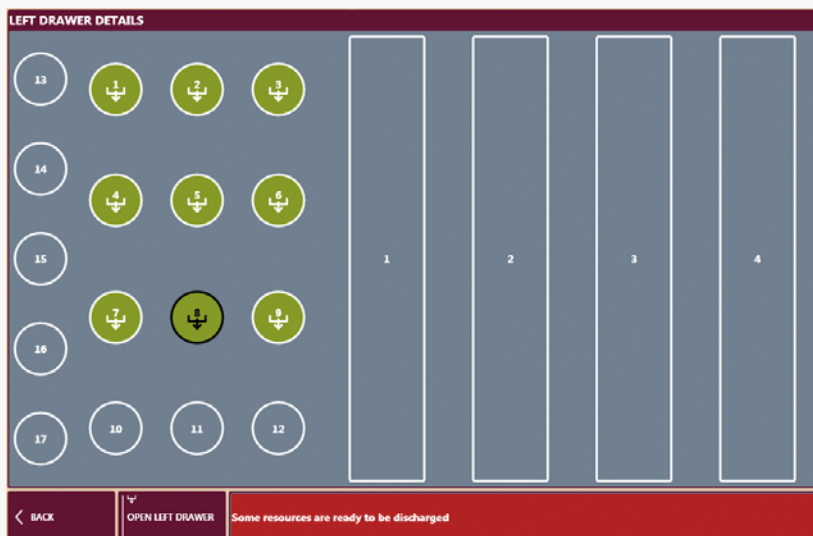 LEFT DRAWER DETAILS
13
1 2 3
14
4 5 6
15
1 2 3 4
7 8 9
16
10 11 12
17
BACK
OPEN LEFT DRAWER
Some resources are ready to be discharged